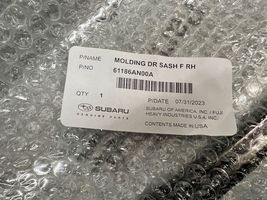 P/NAME MOLDING DR SASH F RH
P/NO 61186AN00A
QTY 1
P/DATE 07/31/2023
SUBARU
GENUINE PARTS
SUBARU OF AMERICA, INC. / FUJI
HEAVY INDUSTRIES U.S.A. INC.
CONTENTS MADE IN USA